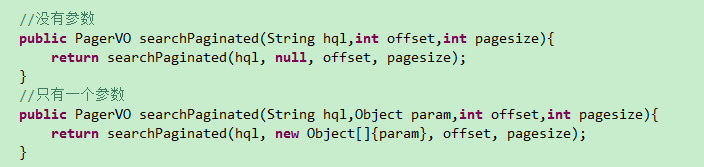 //没有参数
public PagerVO searchPaginated(String hql,int offset,int pagesize){
return searchPaginated(hql, null, offset, pagesize);
}
//只有一个参数
public PagerVO searchPaginated(String hql,Object param,int offset,int pagesize){
return searchPaginated(hql, new Object[]{param}, offset, pagesize);
}